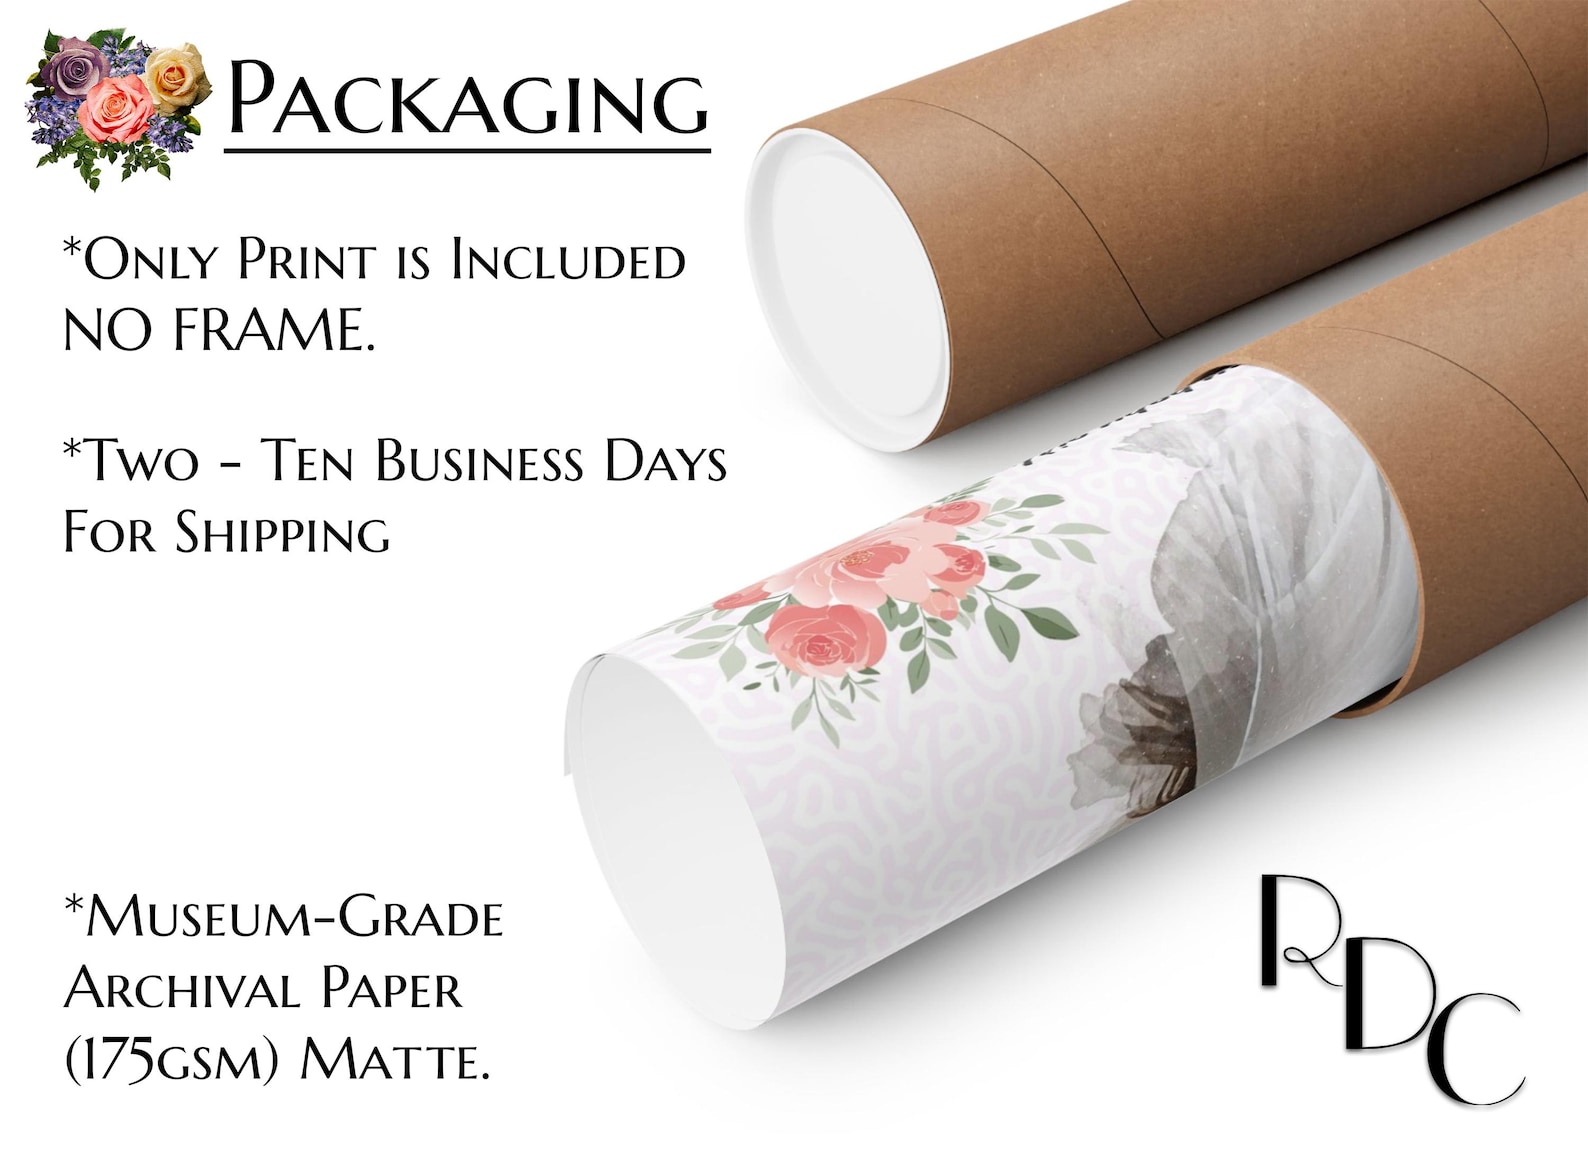 Packaging
*Only Print is Included
NO FRAME.
*Two - Ten Business Days
For Shipping
*Museum-Grade
Archival Paper
(175gsm) Matte.
RDC